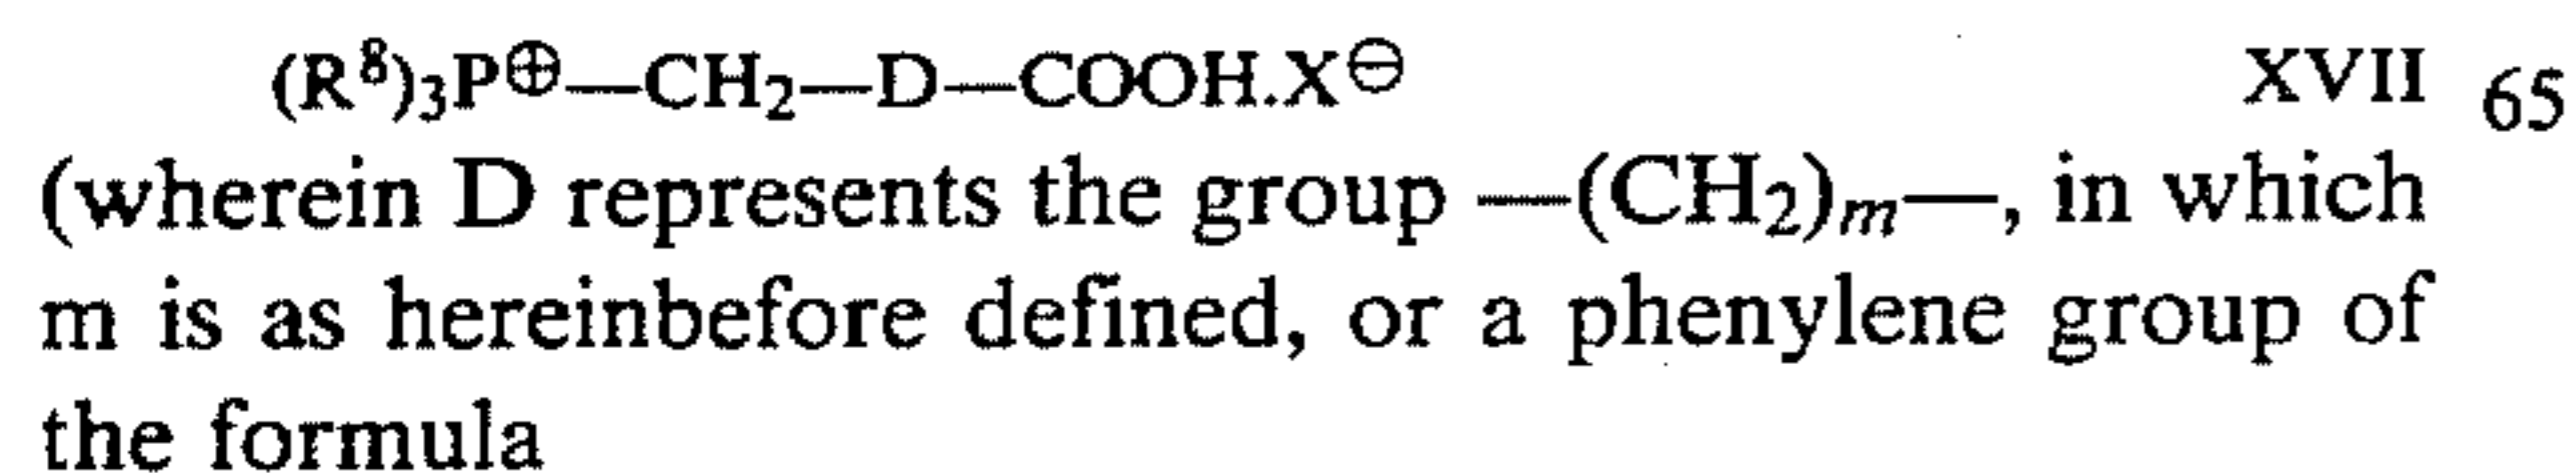 (R⁸)₃P⊕—CH₂—D—COOH.X⊖ XVII 65
(wherein D represents the group —(CH₂)ₘ—, in which
m is as hereinbefore defined, or a phenylene group of
the formula